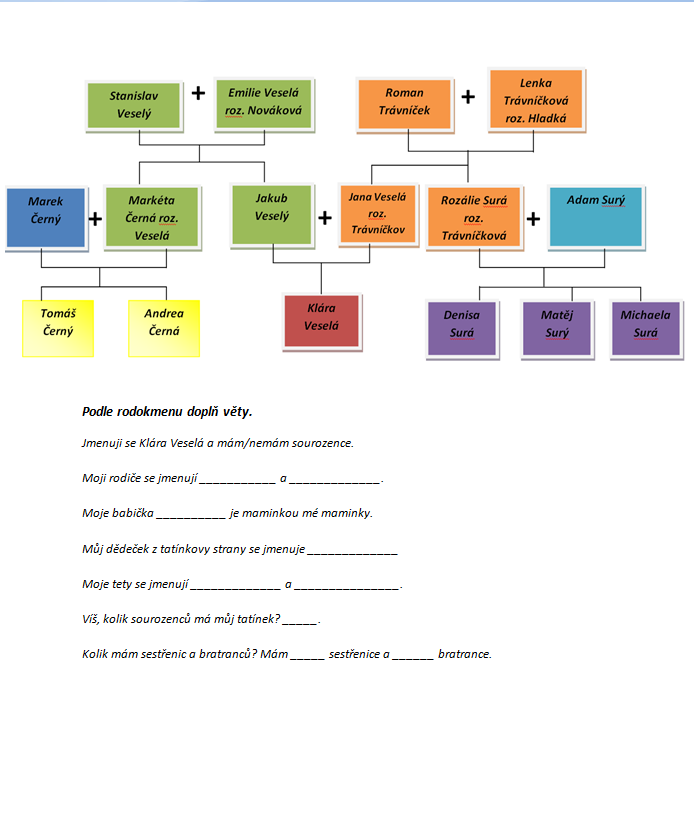 Stanislav
Veselý
+
Emilie Veselá
roz. Nováková
Roman
Trávníček
+
Lenka
Trávníčková
roz. Hladká
Marek
Černý
+
Markéta
Černá roz.
Veselá
Jakub
Veselý
+
Jana Veselá
roz.
Trávníčkov
Rozálie Surá
roz.
Trávníčková
+
Adam Surý
Tomáš
Černý
Andrea
Černá
Klára
Veselá
Denisa
Surá
Matěj
Surý
Michaela
Surá
Podle rodokmenu doplň věty.
Jmenuji se Klára Veselá a mám/nemám sourozence.
Moji rodiče se jmenují ___________ a _____________.
Moje babička __________ je maminkou mé maminky.
Můj dědeček z tatínkovy strany se jmenuje _____________
Moje tety se jmenují _____________ a _______________.
Víš, kolik sourozenců má můj tatínek? _____.
Kolik mám sestřenic a bratranců? Mám _____ sestřenice a ______ bratrance.